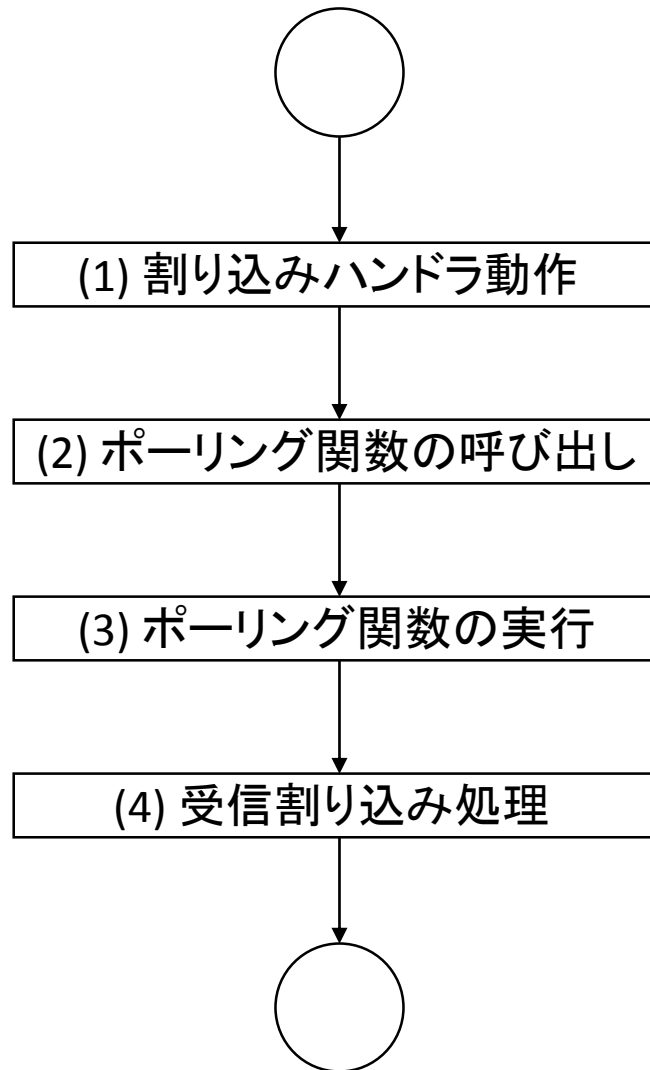 (1) 割り込みハンドラ動作
(2) ポーリング関数の呼び出し
(3) ポーリング関数の実行
(4) 受信割り込み処理